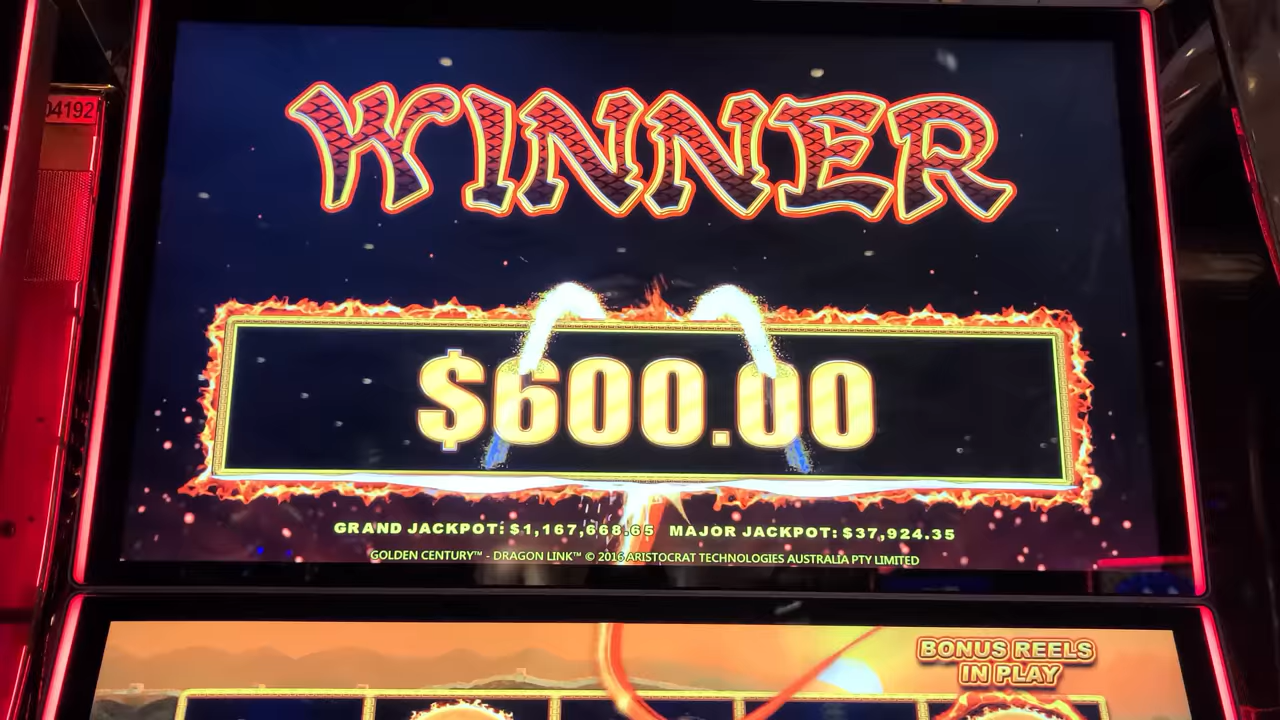 04192
WINNER
$600.00
GRAND JACKPOT: $1,167,668.65 MAJOR JACKPOT: $37,924.35
GOLDEN CENTURY™ - DRAGON LINK™ © 2016 ARISTOCRAT TECHNOLOGIES AUSTRALIA PTY LIMITED
BONUS REELS
IN PLAY